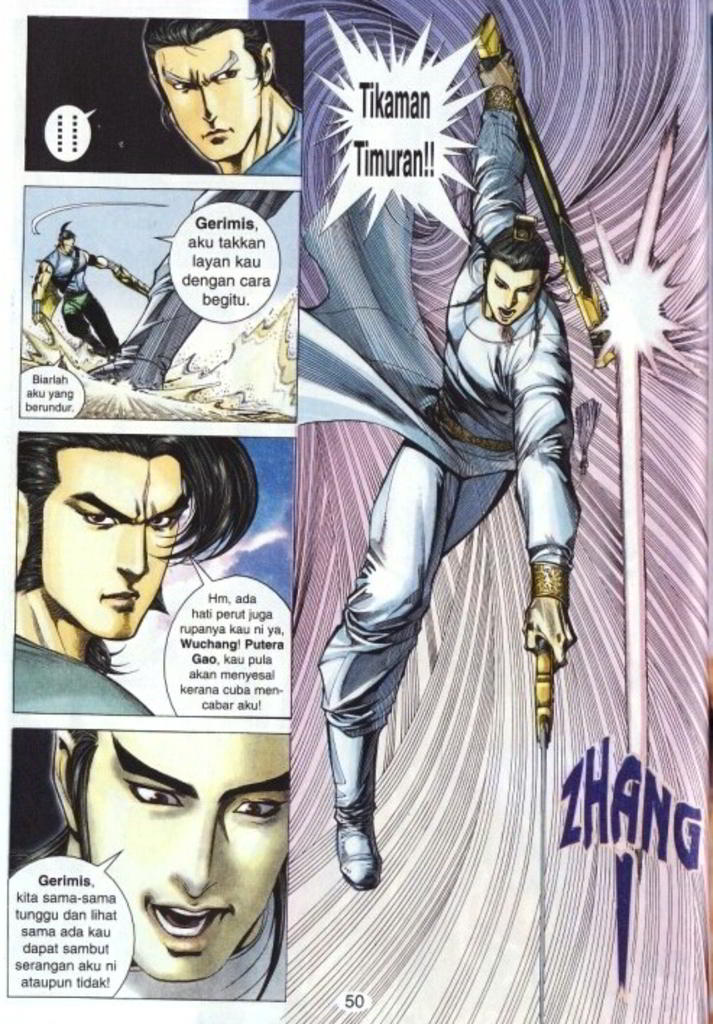 !!!!!!
Gerimis,
aku takkan
layan kau
dengan cara
begitu.
Biarlah
aku yang
berundur.
Hm, ada
hati perut juga
rupanya kau ni ya,
Wuchang! Putera
Gao, kau pula
akan menyesal
kerana cuba men-
cabar aku!
Gerimis,
kita sama-sama
tunggu dan lihat
sama ada kau
dapat sambut
serangan aku ni
ataupun tidak!
Tikaman
Timuran!!
ZHANG
!
50